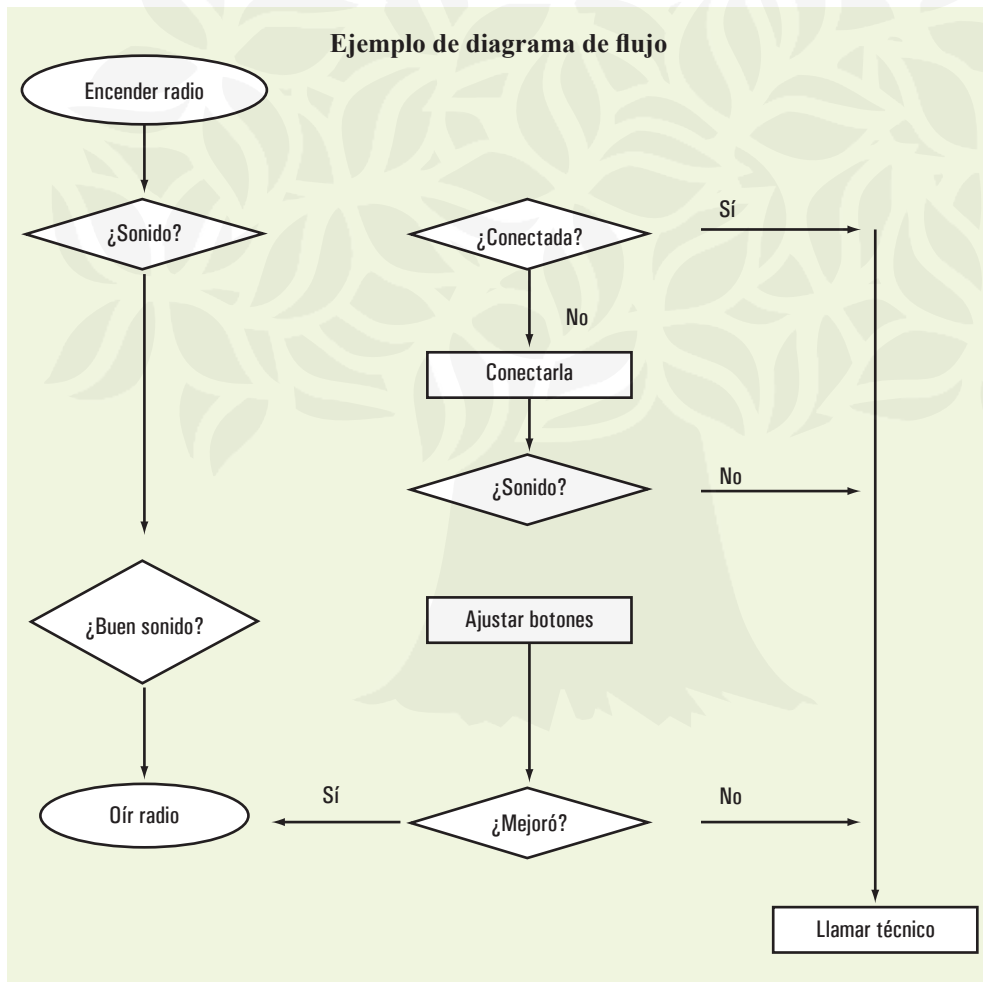 Ejemplo de diagrama de flujo
Encender radio
¿Sonido?
¿Conectada?
Sí
No
Conectarla
¿Sonido?
No
¿Buen sonido?
Ajustar botones
Oír radio
Sí
¿Mejoró?
No
Llamar técnico